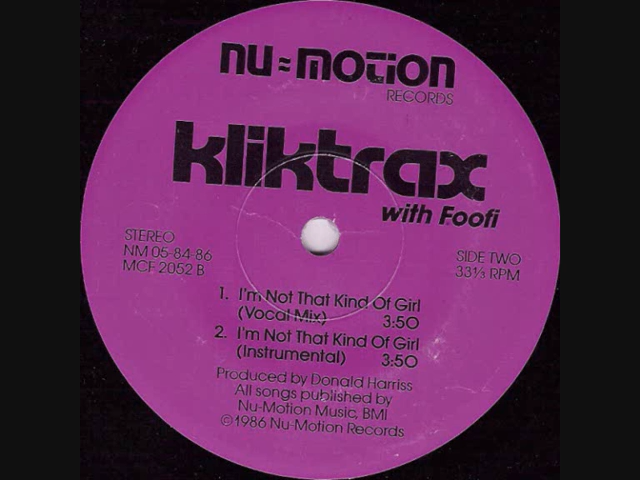 nu≈motion
RECORDS
kliktrax
with Foofi
STEREO
NM 05-84-86
MCF 2052 B
SIDE TWO
33⅓ RPM
1. I'm Not That Kind Of Girl
(Vocal Mix) 3:50
2. I'm Not That Kind Of Girl
(Instrumental) 3:50
Produced by Donald Harriss
All songs published by
Nu-Motion Music, BMI
©1986 Nu-Motion Records